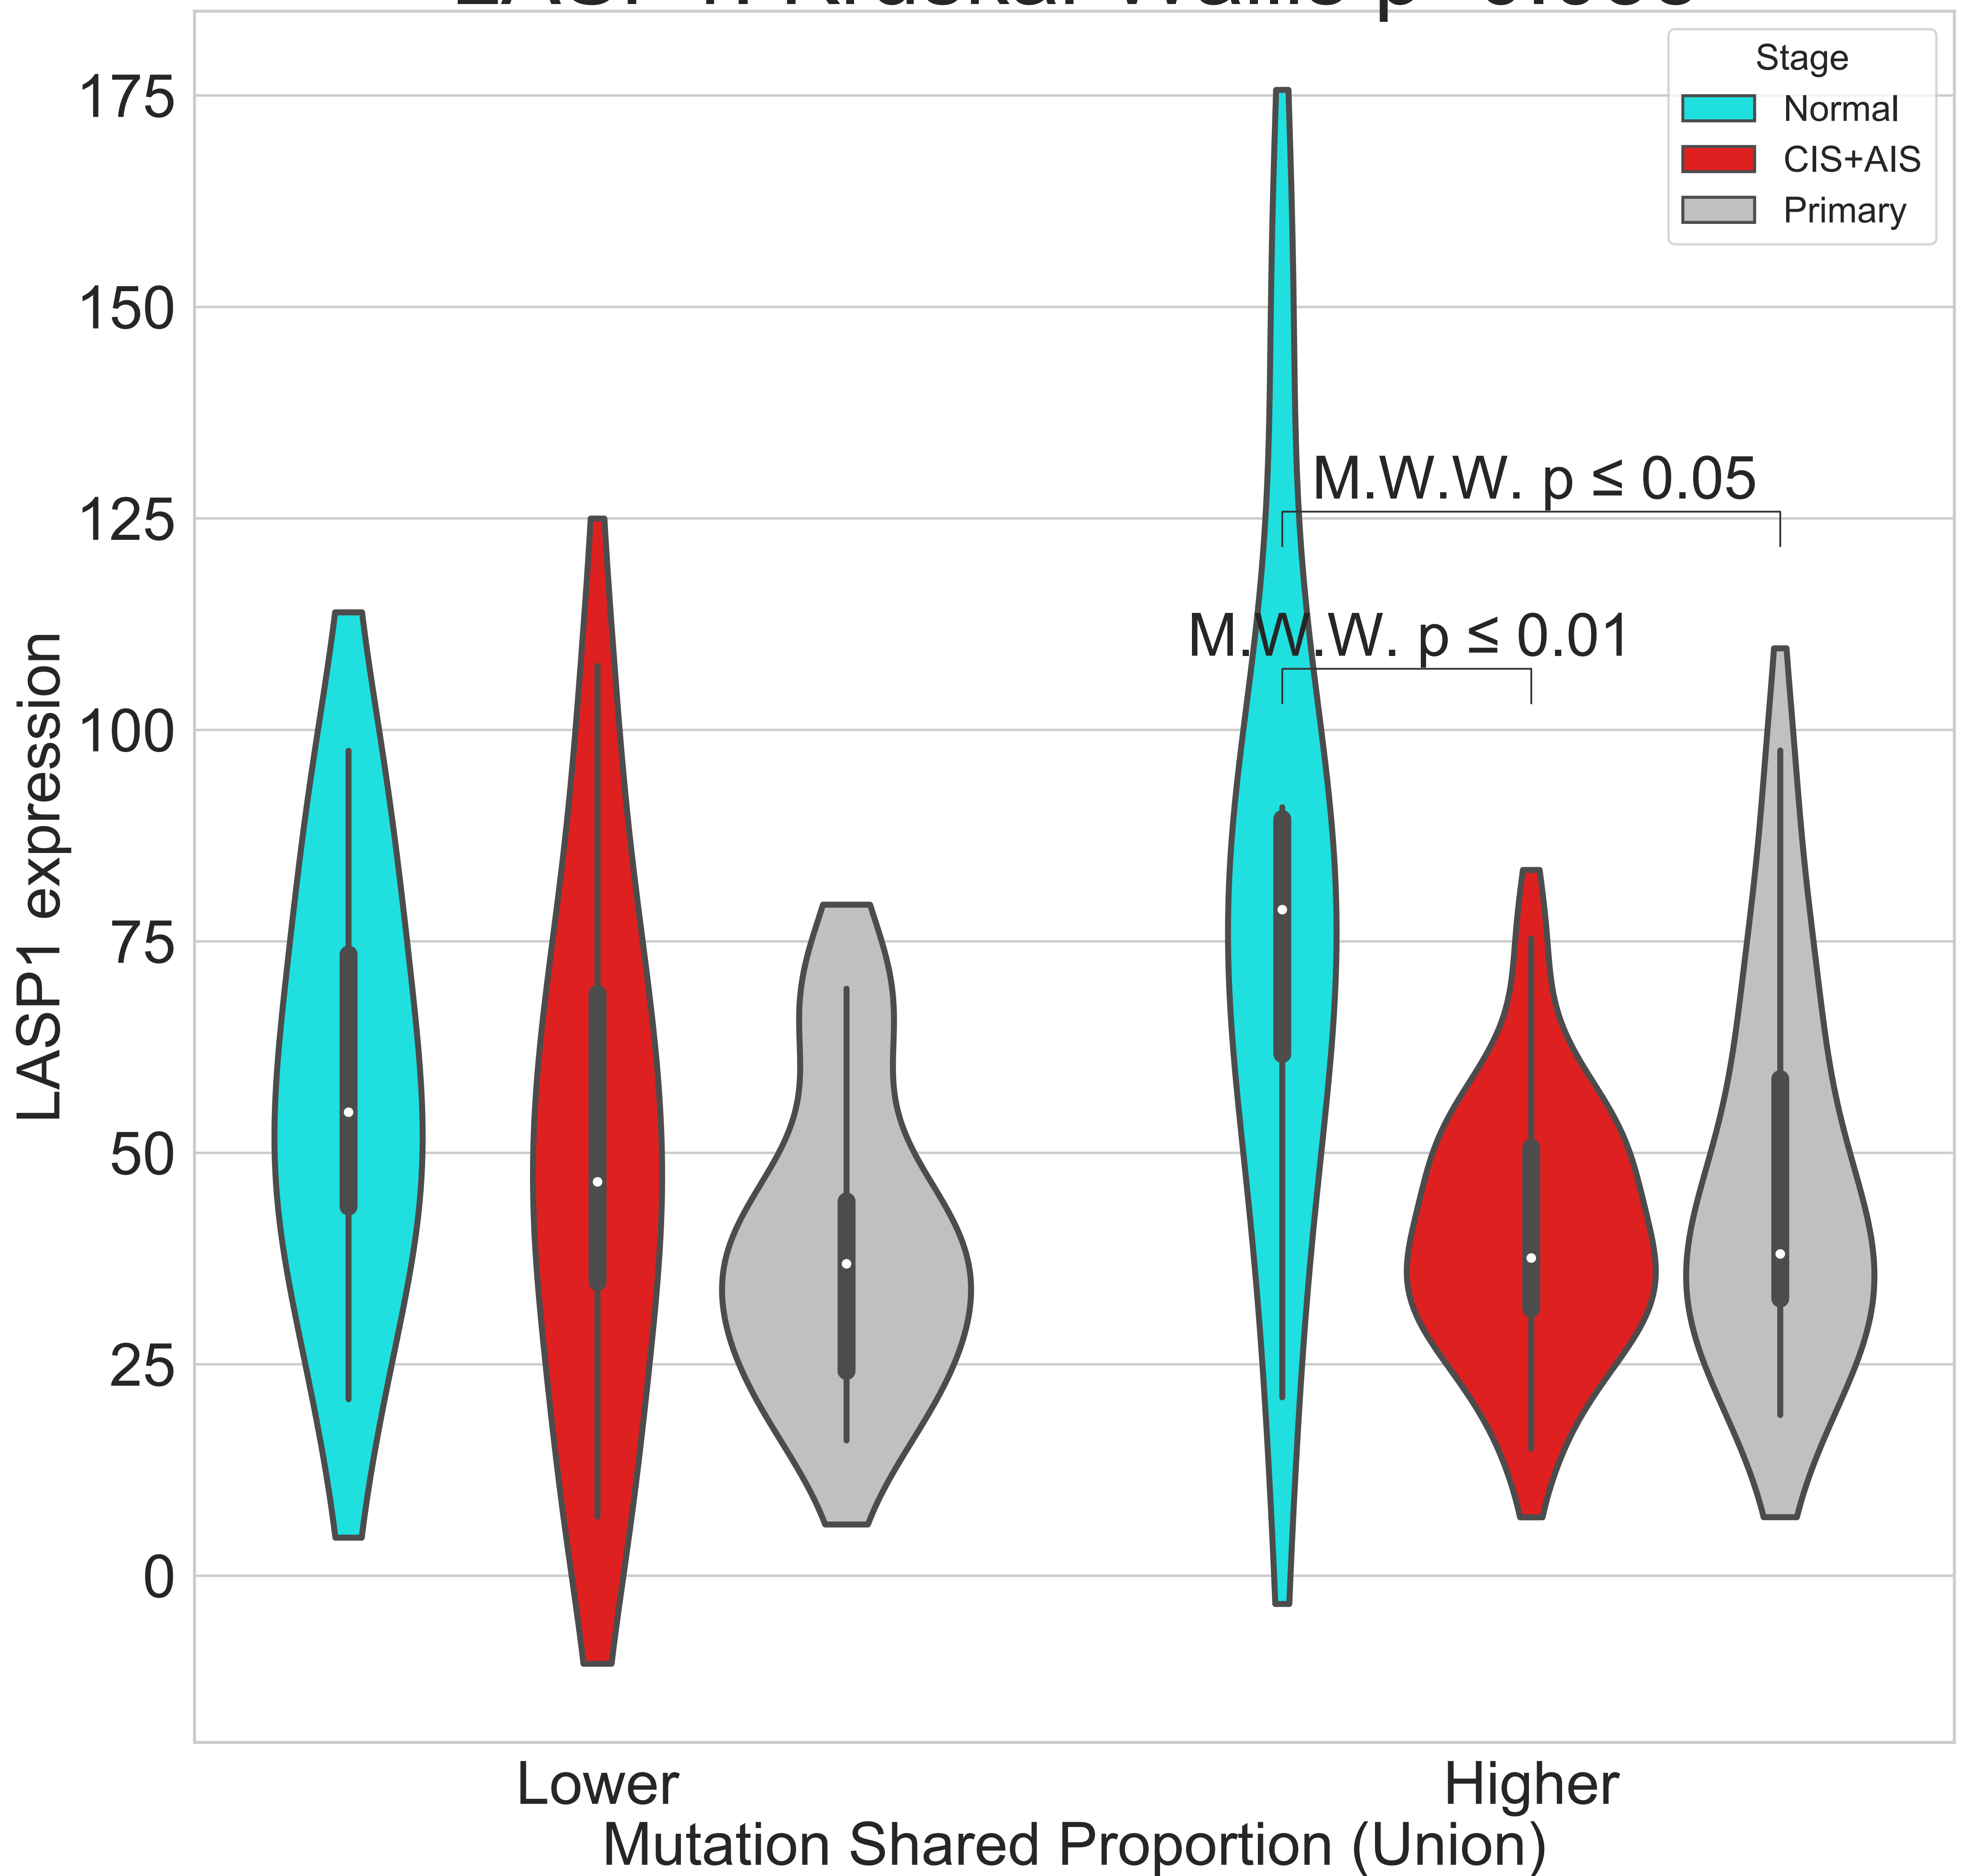 Stage
Normal
CIS+AIS
Primary
175
150
125
100
75
50
25
0
M.W.W. p ≤ 0.05
M.W.W. p ≤ 0.01
LASP1 expression
Lower
Higher
Mutation Shared Proportion (Union)